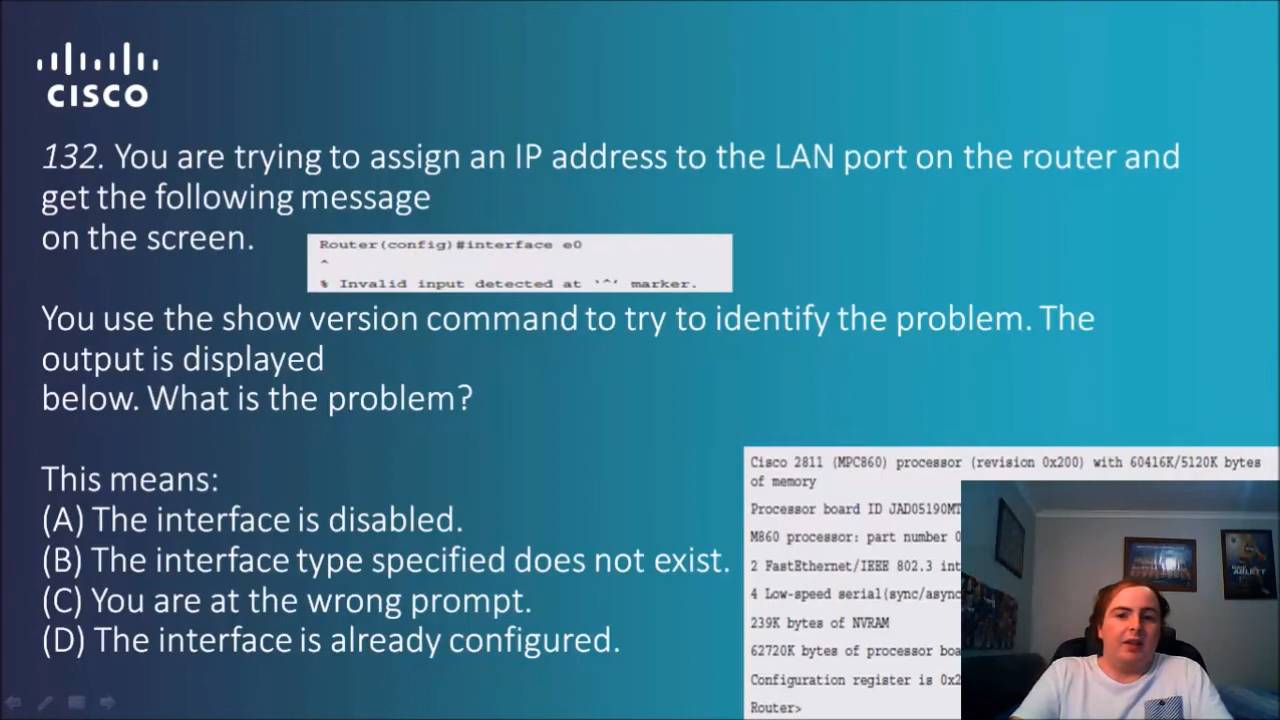 CISCO
132. You are trying to assign an IP address to the LAN port on the router and
get the following message
on the screen.
Router(config)#interface e0
^
% Invalid input detected at '^' marker.
You use the show version command to try to identify the problem. The
output is displayed
below. What is the problem?
This means:
(A) The interface is disabled.
(B) The interface type specified does not exist.
(C) You are at the wrong prompt.
(D) The interface is already configured.
Cisco 2811 (MPC860) processor (revision 0x200) with 60416K/5120K bytes
of memory
Processor board ID JAD05190MT
M860 processor: part number 0
2 FastEthernet/IEEE 802.3 int
4 Low-speed serial(sync/async
239K bytes of NVRAM
62720K bytes of processor boa
Configuration register is 0x2
Router>
ABLETT